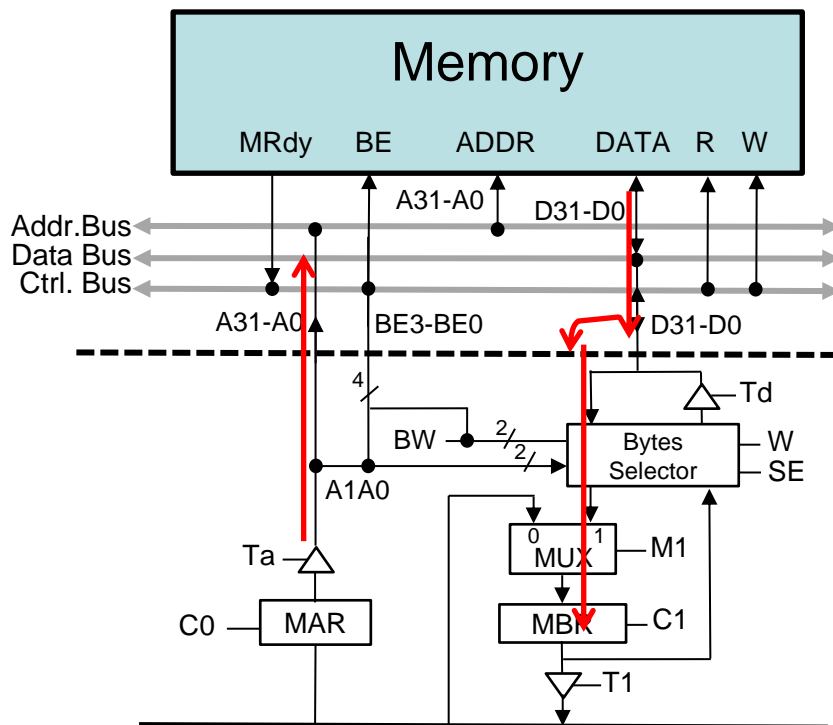 Memory
MRdy BE ADDR DATA R W
A31-A0
D31-D0
Addr.Bus
Data Bus
Ctrl. Bus
A31-A0 BE3-BE0 D31-D0
4
Td
BW 2 Bytes W
2 Selector SE
A1A0
0 1
Ta MUX M1
C0 MAR MBR C1
T1